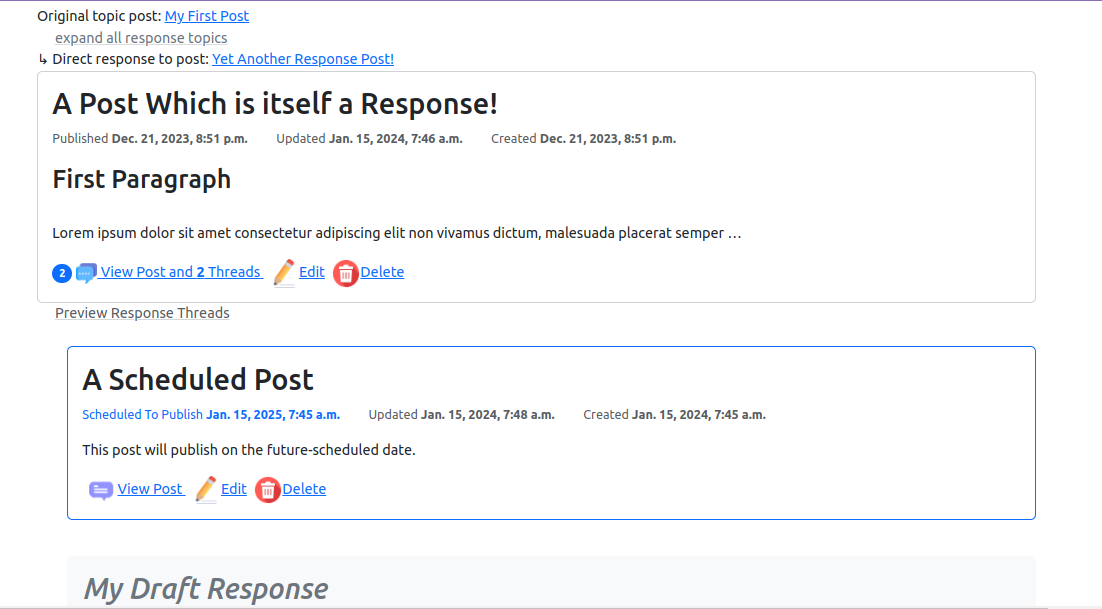 Original topic post: My First Post
expand all response topics
↳ Direct response to post: Yet Another Response Post!
A Post Which is itself a Response!
Published Dec. 21, 2023, 8:51 p.m. Updated Jan. 15, 2024, 7:46 a.m. Created Dec. 21, 2023, 8:51 p.m.
First Paragraph
Lorem ipsum dolor sit amet consectetur adipiscing elit non vivamus dictum, malesuada placerat semper …
2 View Post and 2 Threads Edit Delete
Preview Response Threads
A Scheduled Post
Scheduled To Publish Jan. 15, 2025, 7:45 a.m. Updated Jan. 15, 2024, 7:48 a.m. Created Jan. 15, 2024, 7:45 a.m.
This post will publish on the future-scheduled date.
View Post Edit Delete
My Draft Response